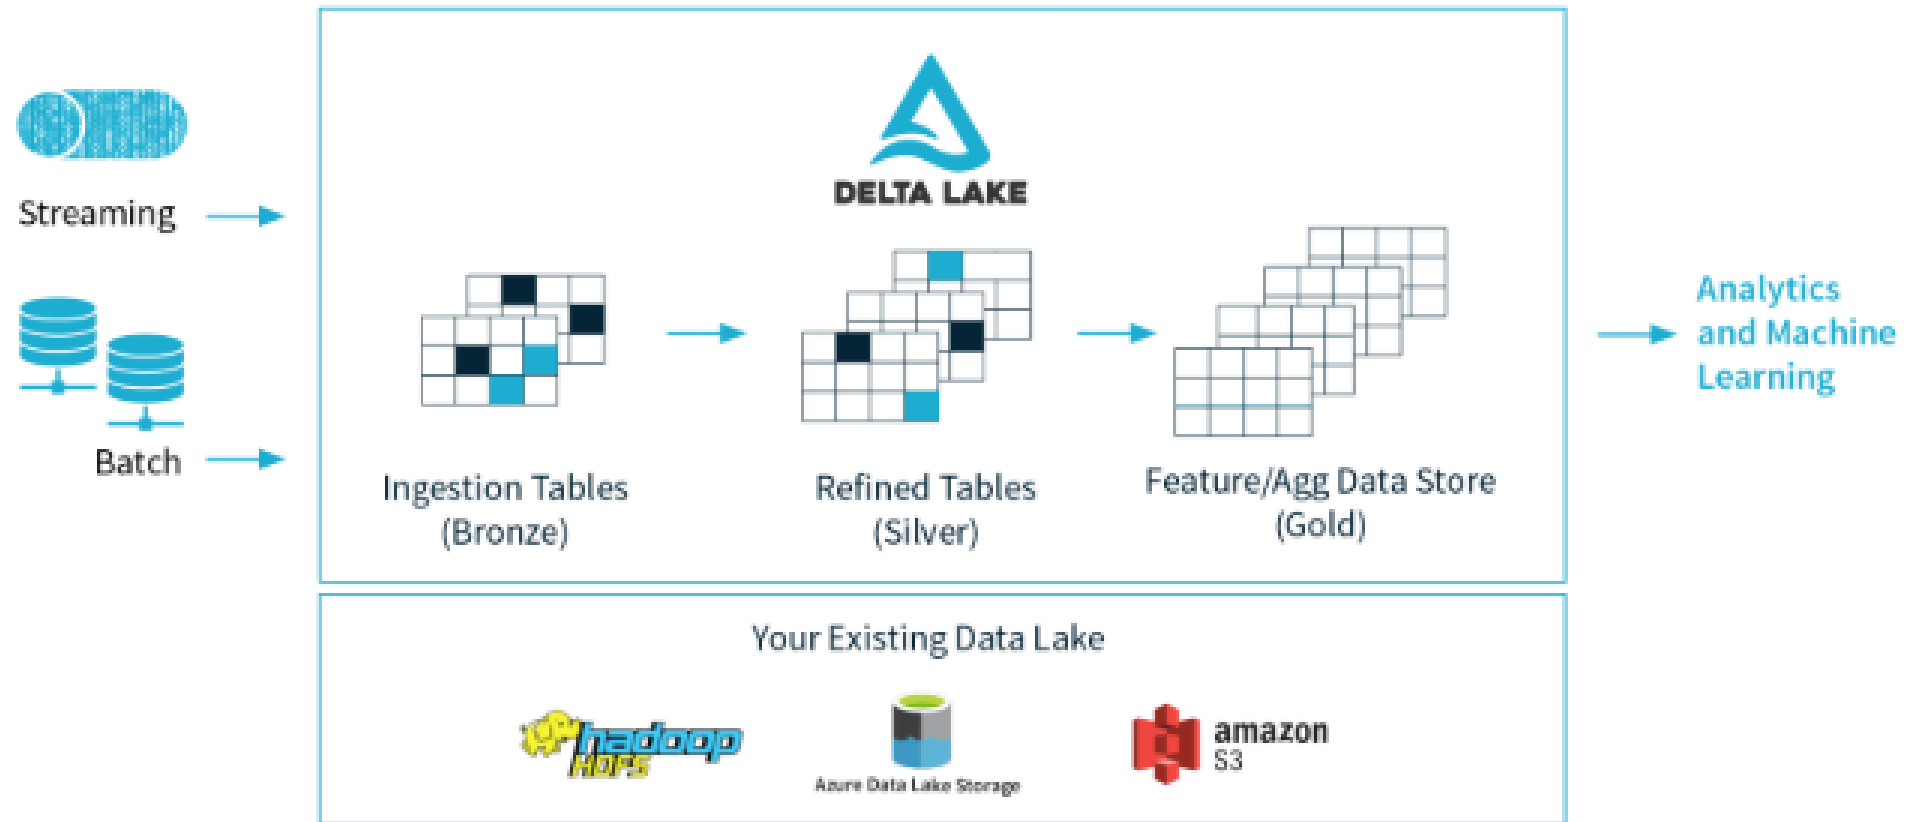 DELTA LAKE
Streaming
Batch
Ingestion Tables
(Bronze)
Refined Tables
(Silver)
Feature/Agg Data Store
(Gold)
Analytics
and Machine
Learning
Your Existing Data Lake
hadoop
HDFS
Azure Data Lake Storage
amazon
S3